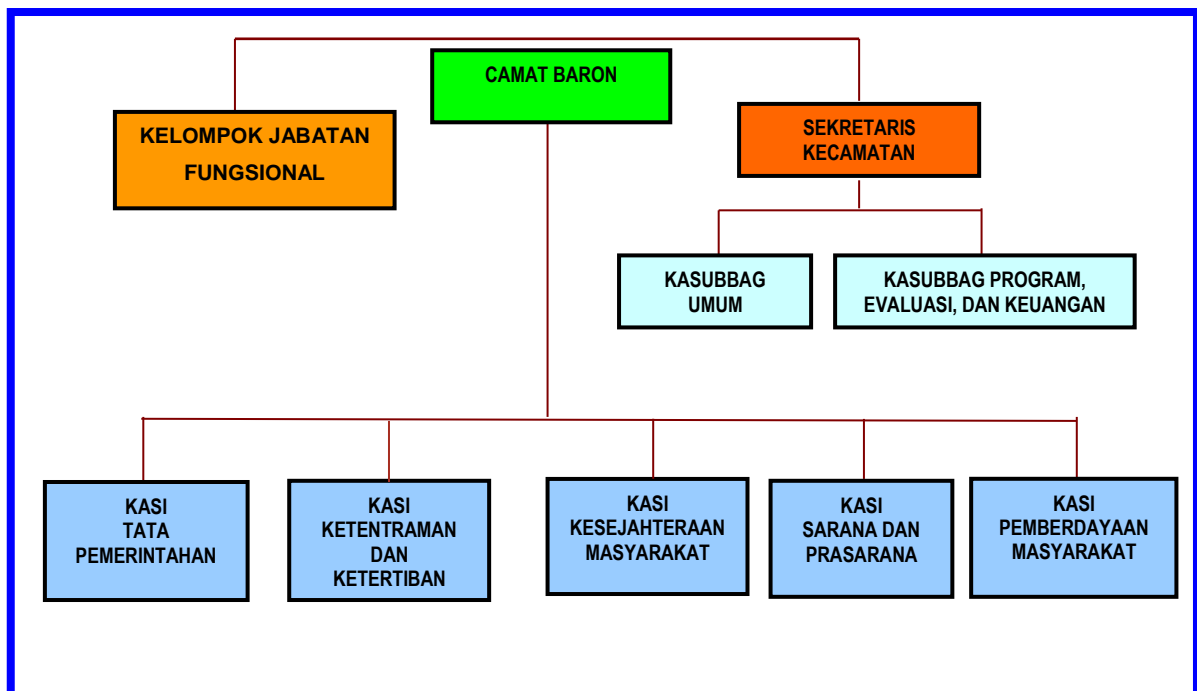 CAMAT BARON
KELOMPOK JABATAN
FUNGSIONAL
SEKRETARIS
KECAMATAN
KASUBBAG
UMUM
KASUBBAG PROGRAM,
EVALUASI, DAN KEUANGAN
KASI
TATA
PEMERINTAHAN
KASI
KETENTRAMAN
DAN
KETERTIBAN
KASI
KESEJAHTERAAN
MASYARAKAT
KASI
SARANA DAN
PRASARANA
KASI
PEMBERDAYAAN
MASYARAKAT